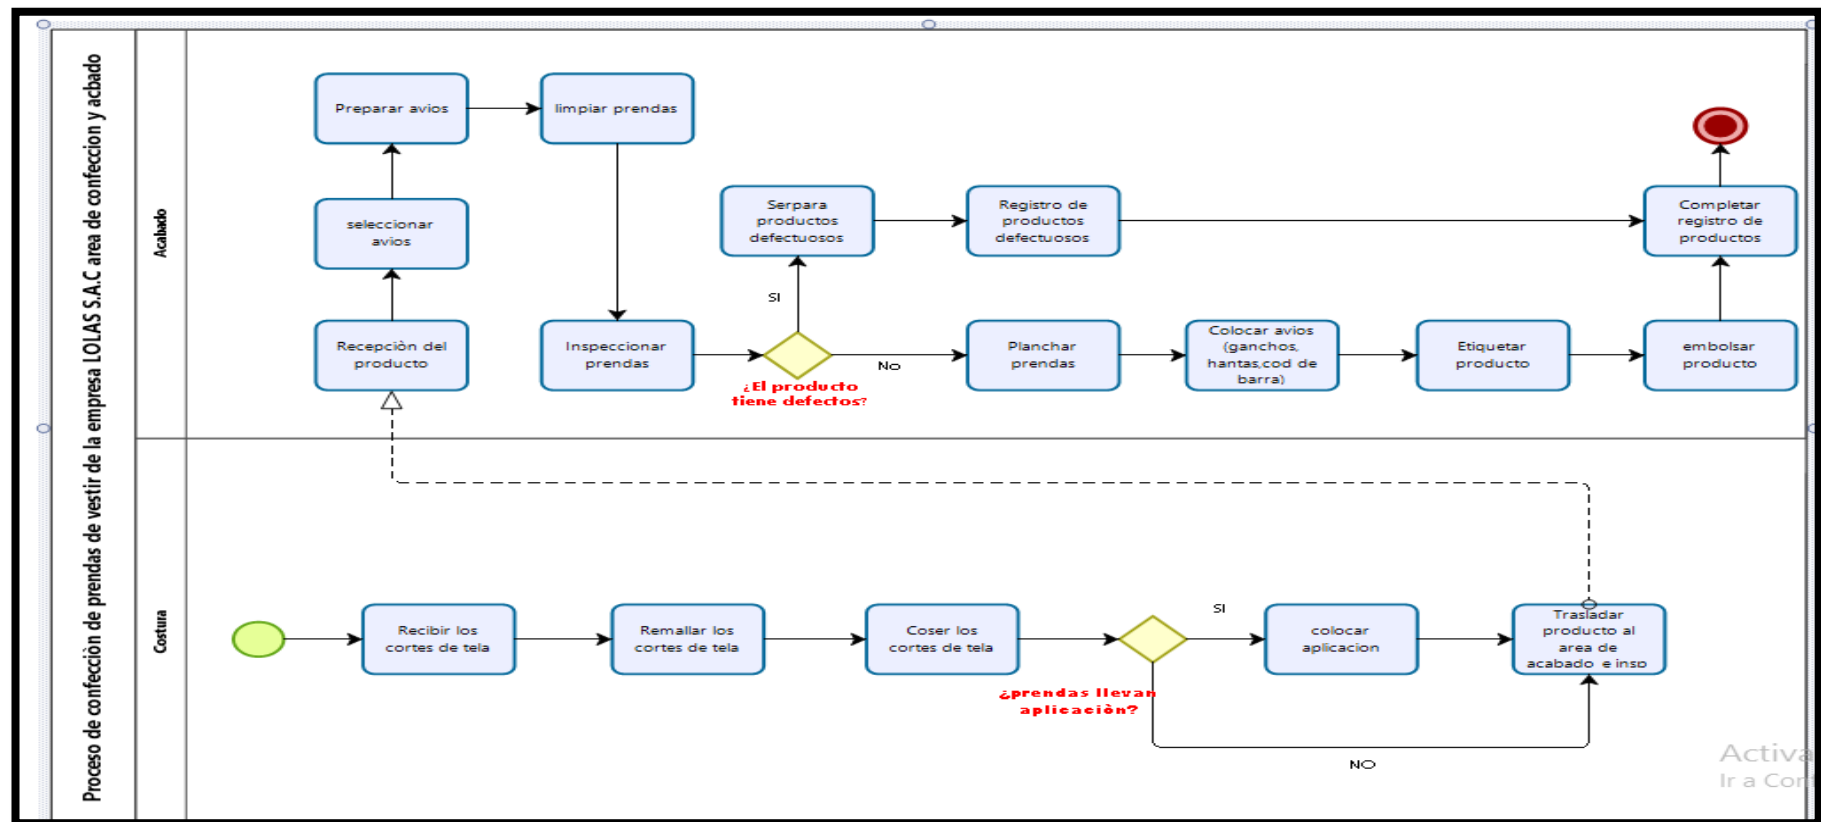 Proceso de confecciòn de prendas de vestir de la empresa LOLAS S.A.C area de confeccion y acbado
Acabado
Preparar avios
limpiar prendas
seleccionar
avios
Serpara
productos
defectuosos
Registro de
productos
defectuosos
Completar
registro de
productos
SI
Recepciòn del
producto
Inspeccionar
prendas
No
Planchar
prendas
Colocar avios
(ganchos,
hantas,cod de
barra)
Etiquetar
producto
embolsar
producto
¿El producto
tiene defectos?
Costura
Recibir los
cortes de tela
Remallar los
cortes de tela
Coser los
cortes de tela
SI
colocar
aplicacion
Trasladar
producto al
area de
acabado e insp
¿prendas llevan
aplicaciòn?
NO
Activa
Ir a Con